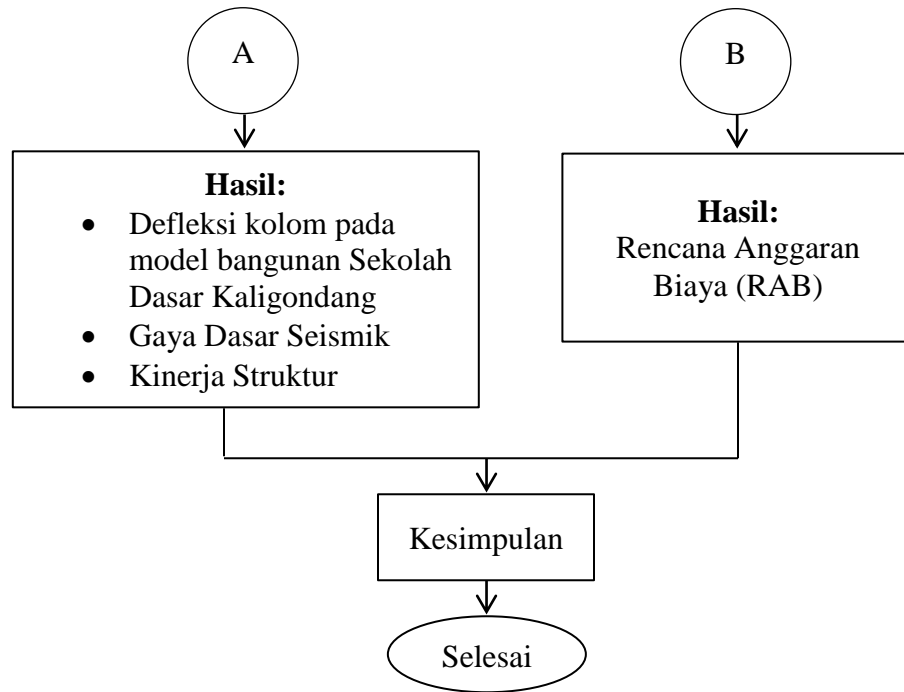 A
B
Hasil:
• Defleksi kolom pada
model bangunan Sekolah
Dasar Kaligondang
• Gaya Dasar Seismik
• Kinerja Struktur
Hasil:
Rencana Anggaran
Biaya (RAB)
Kesimpulan
Selesai